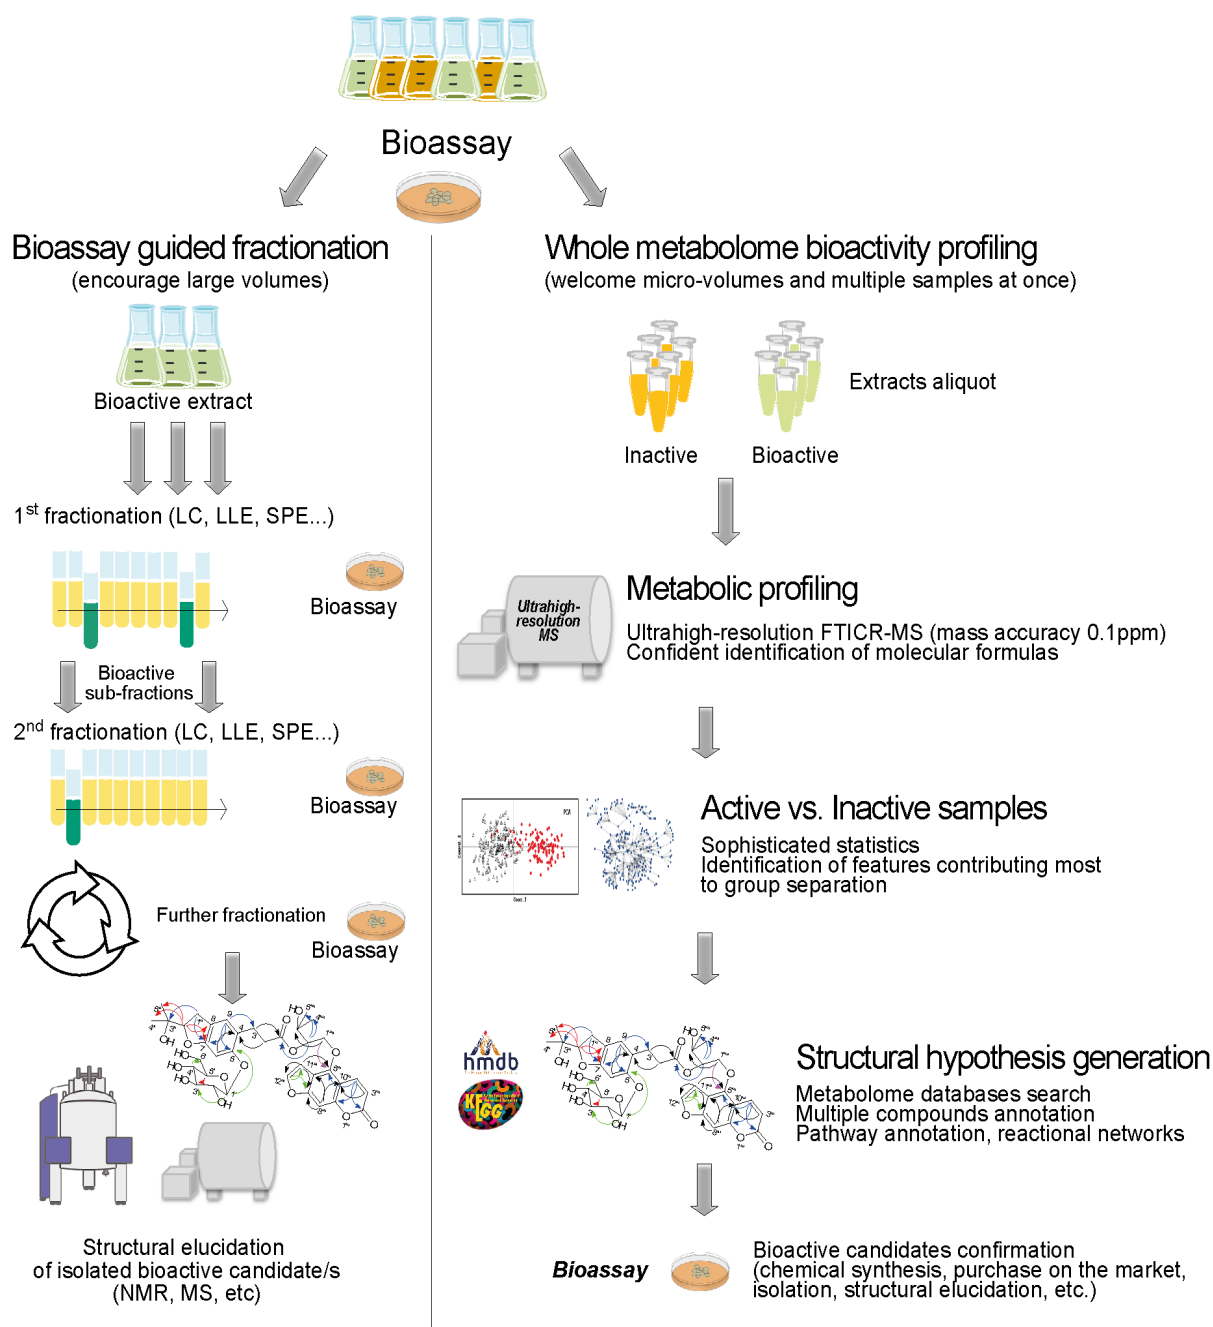 Bioassay
Bioassay guided fractionation
(encourage large volumes)
Bioactive extract
1st fractionation (LC, LLE, SPE...)
Bioassay
Bioactive
sub-fractions
2nd fractionation (LC, LLE, SPE...)
Bioassay
Further fractionation
Bioassay
Structural elucidation
of isolated bioactive candidate/s
(NMR, MS, etc)
Whole metabolome bioactivity profiling
(welcome micro-volumes and multiple samples at once)
Extracts aliquot
Inactive
Bioactive
Ultrahigh-
resolution
MS
Metabolic profiling
Ultrahigh-resolution FTICR-MS (mass accuracy 0.1ppm)
Confident identification of molecular formulas
PCA
Active vs. Inactive samples
Sophisticated statistics
Identification of features contributing most
to group separation
hmdb
KEGG
Structural hypothesis generation
Metabolome databases search
Multiple compounds annotation
Pathway annotation, reactional networks
Bioassay
Bioactive candidates confirmation
(chemical synthesis, purchase on the market,
isolation, structural elucidation, etc.)